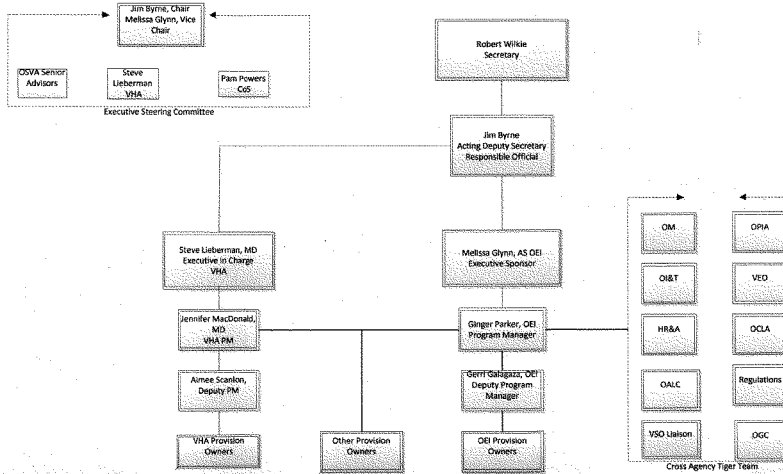 Jim Byrne, Chair
Melissa Glynn, Vice
Chair
OSVA Senior
Advisors
Steve
Lieberman
VHA
Pam Powers
CoS
Executive Steering Committee
Robert Wilkie
Secretary
Jim Byrne
Acting Deputy Secretary
Responsible Official
Steve Lieberman, MD
Executive in Charge
VHA
Melissa Glynn, AS OEI
Executive Sponsor
Jennifer MacDonald,
MD
VHA PM
Ginger Parker, OEI
Program Manager
Aimee Scanlon,
Deputy PM
Gerri Galagaza, OEI
Deputy Program
Manager
VHA Provision
Owners
Other Provision
Owners
OEI Provision
Owners
OM
OPIA
OI&T
VEO
HR&A
OCLA
OALC
Regulations
VSO Liaison
OGC
Cross Agency Tiger Team